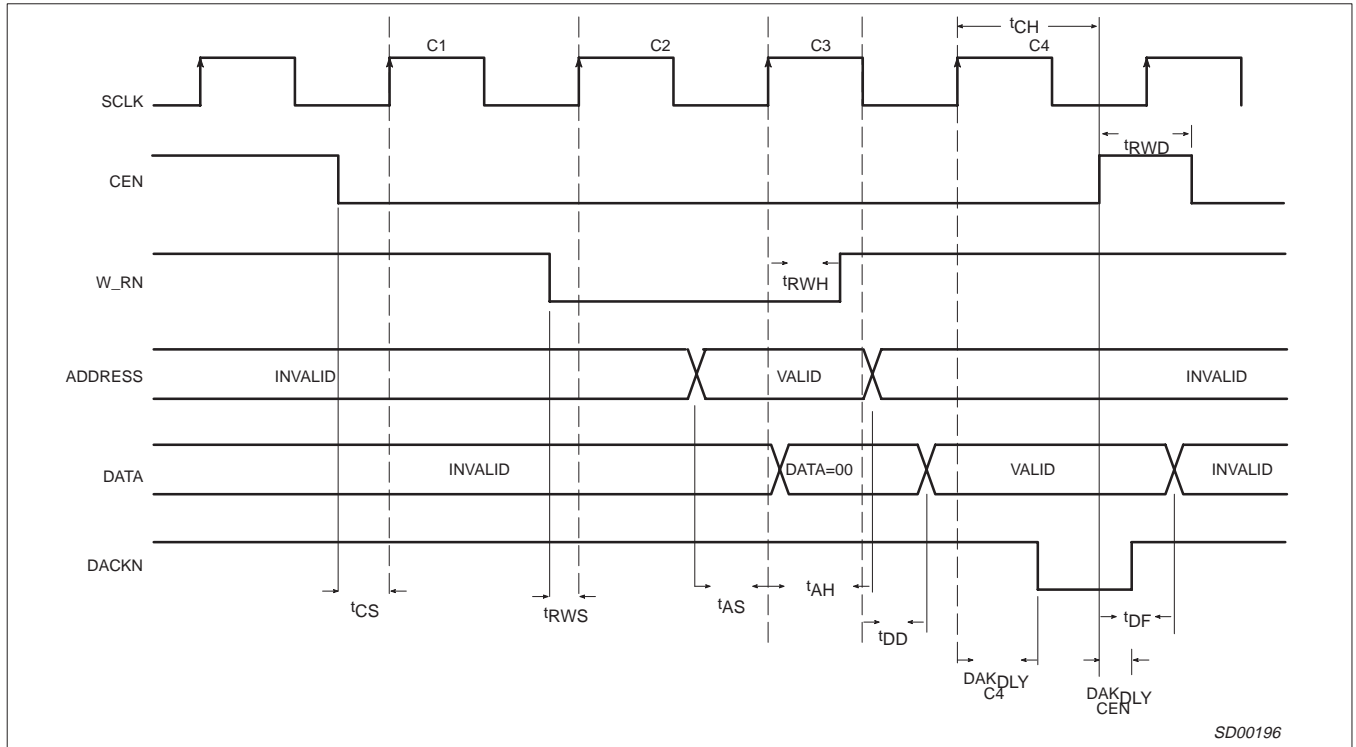 tCH
C1
C2
C3
C4
SCLK
tRWD
CEN
W_RN
tRWH
ADDRESS
INVALID
VALID
INVALID
DATA
INVALID
DATA=00
VALID
INVALID
DACKN
tCS
tRWS
tAS
tAH
tDD
tDF
DAKDLY
C4
DAKDLY
CEN
SD00196